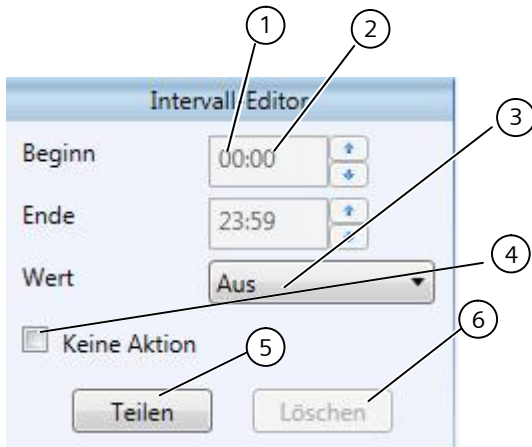 1 2
Intervall-Editor
3
Beginn 00:00
Ende 23:59
4
Wert Aus
Keine Aktion
5 6
Teilen Löschen